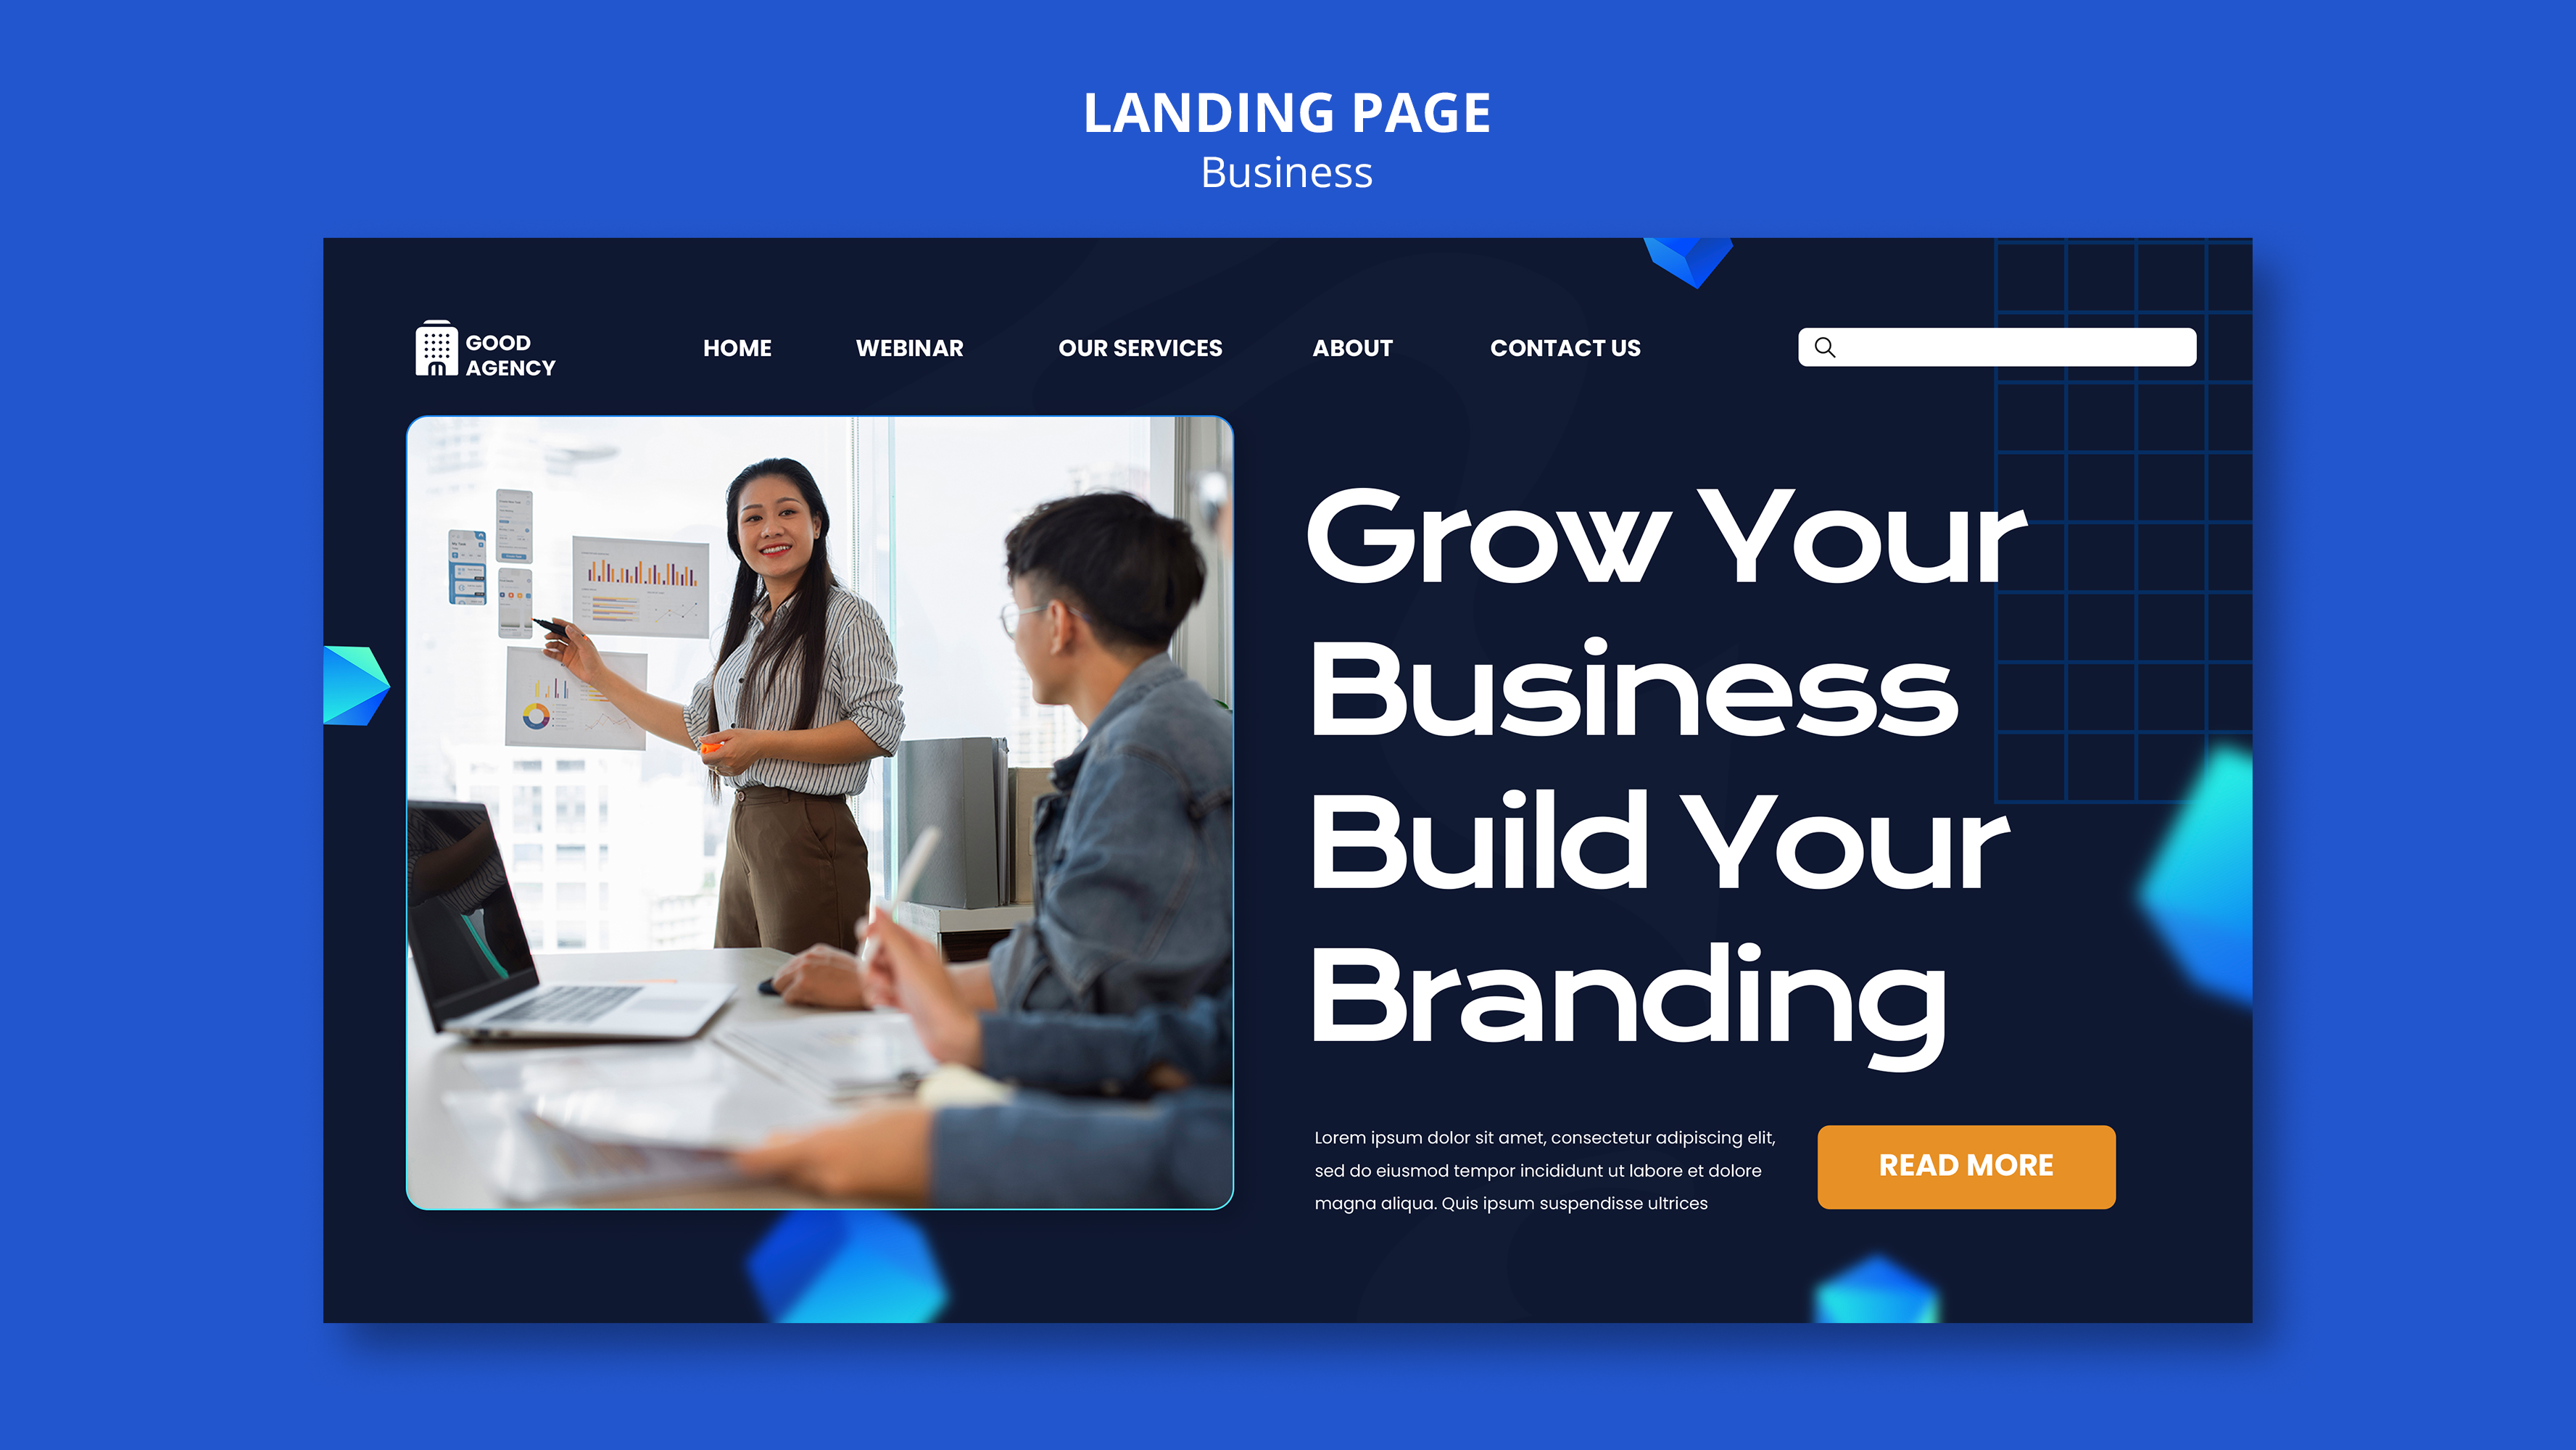 LANDING PAGE
Business
GOOD
AGENCY
HOME WEBINAR OUR SERVICES ABOUT CONTACT US
Grow Your
Business
Build Your
Branding
Lorem ipsum dolor sit amet, consectetur adipiscing elit,
sed do eiusmod tempor incididunt ut labore et dolore
magna aliqua. Quis ipsum suspendisse ultrices
READ MORE